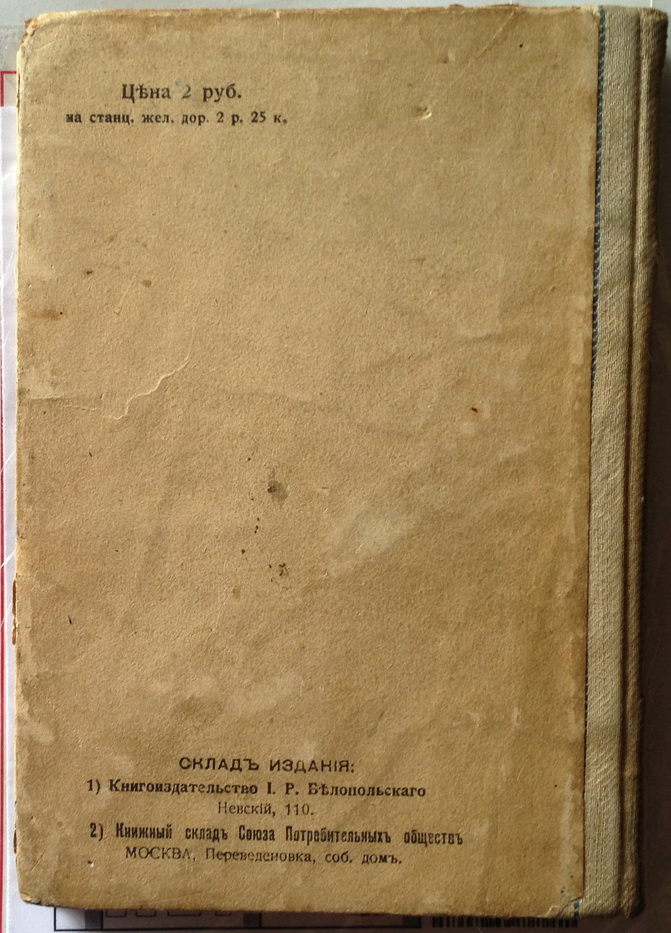 Цѣна 2 руб.
на станц. жел. дор. 2 р. 25 к.
СКЛАДЪ ИЗДАНІЯ:
1) Книгоиздательство І. Р. Бѣлопольскаго
Невскій, 110.
2) Книжный складъ Союза Потребительныхъ обществъ
МОСКВА, Переведеновка, соб. домъ.